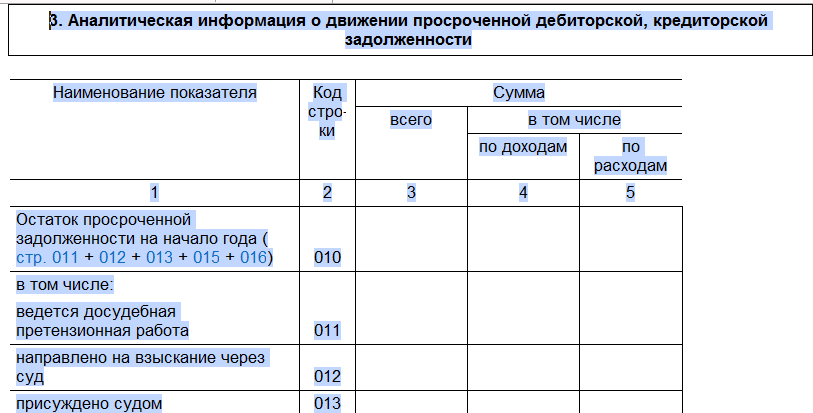 3. Аналитическая информация о движении просроченной дебиторской, кредиторской
задолженности
Наименование показателя
Код
стро-
ки
Сумма
всего
в том числе
по доходам
по
расходам
1
2
3
4
5
Остаток просроченной
задолженности на начало года (
стр. 011 + 012 + 013 + 015 + 016)
010
в том числе:
ведется досудебная
претензионная работа
011
направлено на взыскание через
суд
012
присуждено судом
013